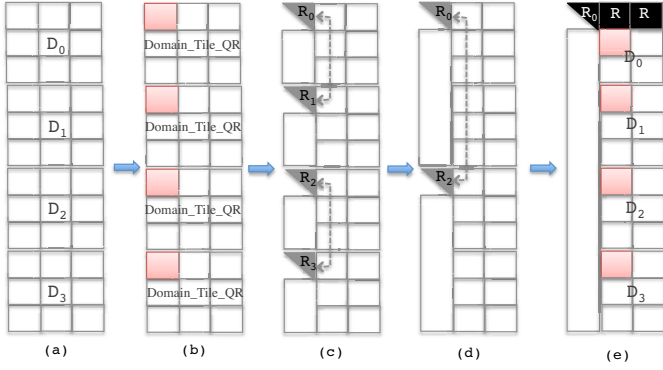 R₀ R₀ R₀ R R
D₀ Domain_Tile_QR D₀
R₁
D₁ Domain_Tile_QR D₁
R₂ R₂
D₂ Domain_Tile_QR D₂
R₃
D₃ Domain_Tile_QR D₃
(a) (b) (c) (d) (e)